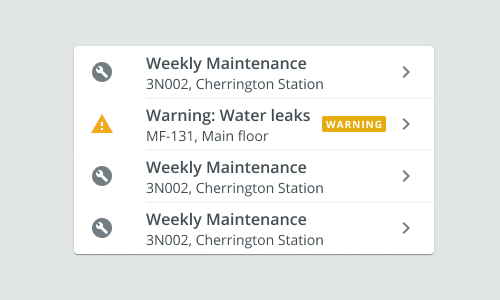 Weekly Maintenance
3N002, Cherrington Station
Warning: Water leaks
MF-131, Main floor
WARNING
Weekly Maintenance
3N002, Cherrington Station
Weekly Maintenance
3N002, Cherrington Station